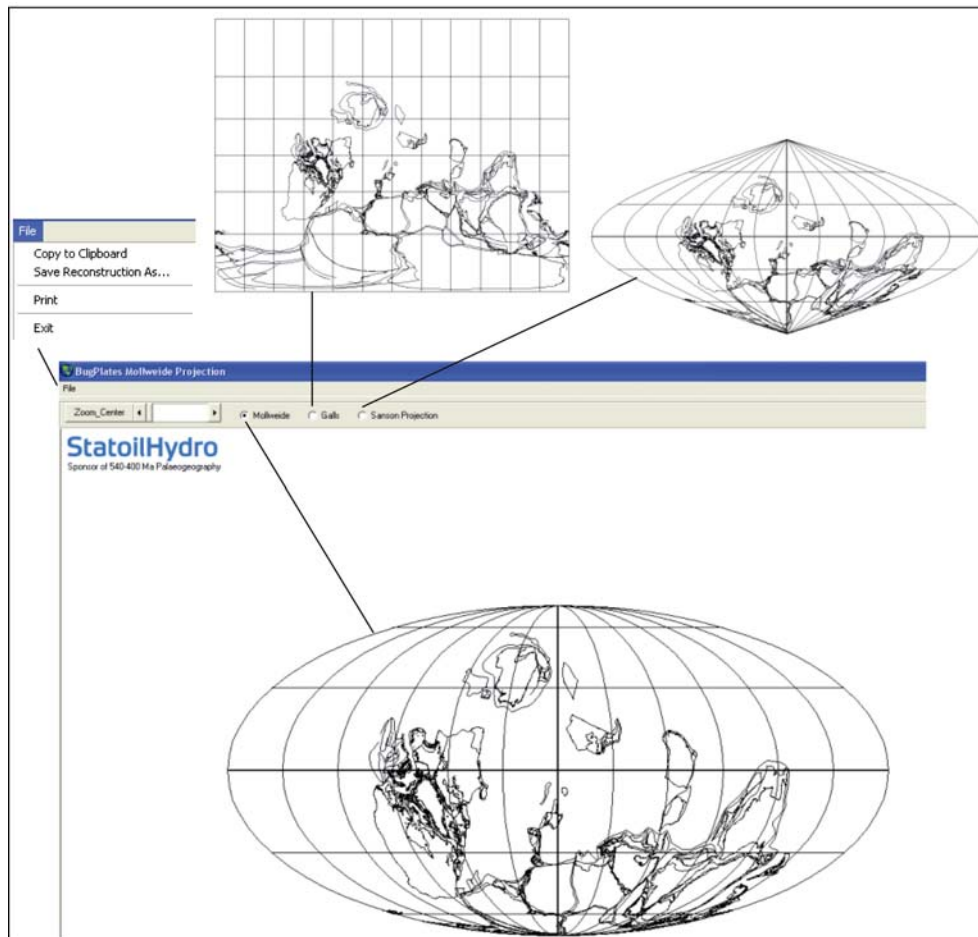 File
Copy to Clipboard
Save Reconstruction As...
Print
Exit
BugPlates Mollweide Projection
File
Zoom_Center Mollweide Galls Sanson Projection
StatoilHydro
Sponsor of 540-400 Ma Palaeogeography